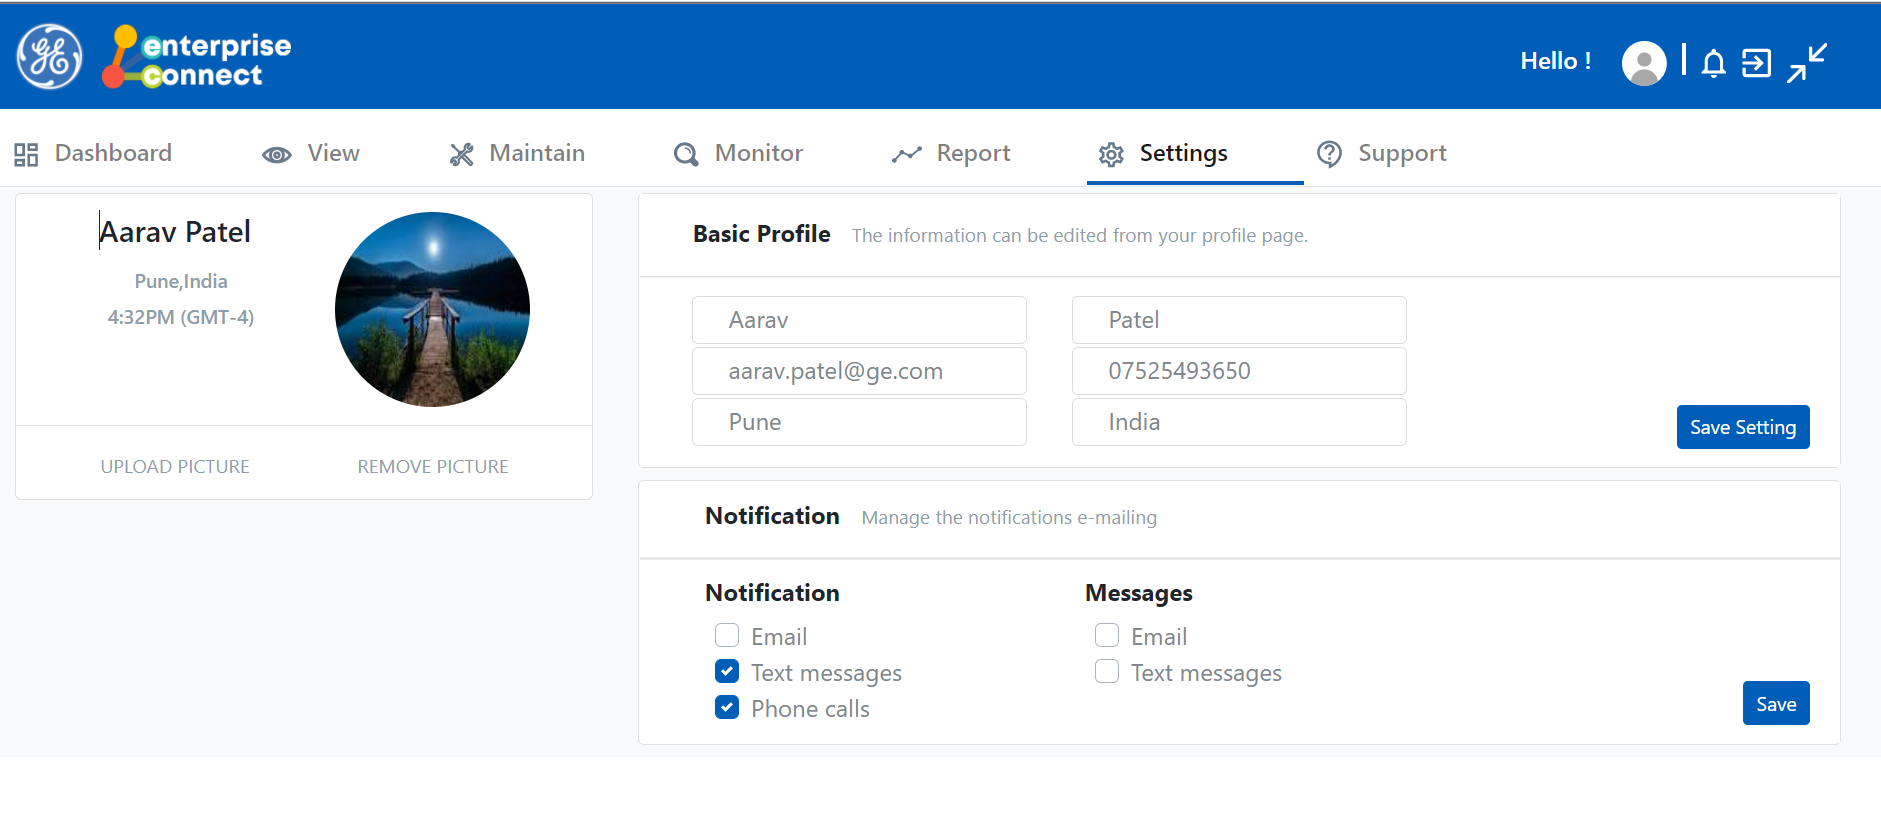 GE enterprise connect Hello !
Dashboard View Maintain Monitor Report Settings Support
Aarav Patel
Pune,India
4:32PM (GMT-4)
UPLOAD PICTURE REMOVE PICTURE
Basic Profile The information can be edited from your profile page.
Aarav Patel
aarav.patel@ge.com 07525493650
Pune India
Save Setting
Notification Manage the notifications e-mailing
Notification Messages
Email Email
Text messages Text messages
Phone calls
Save